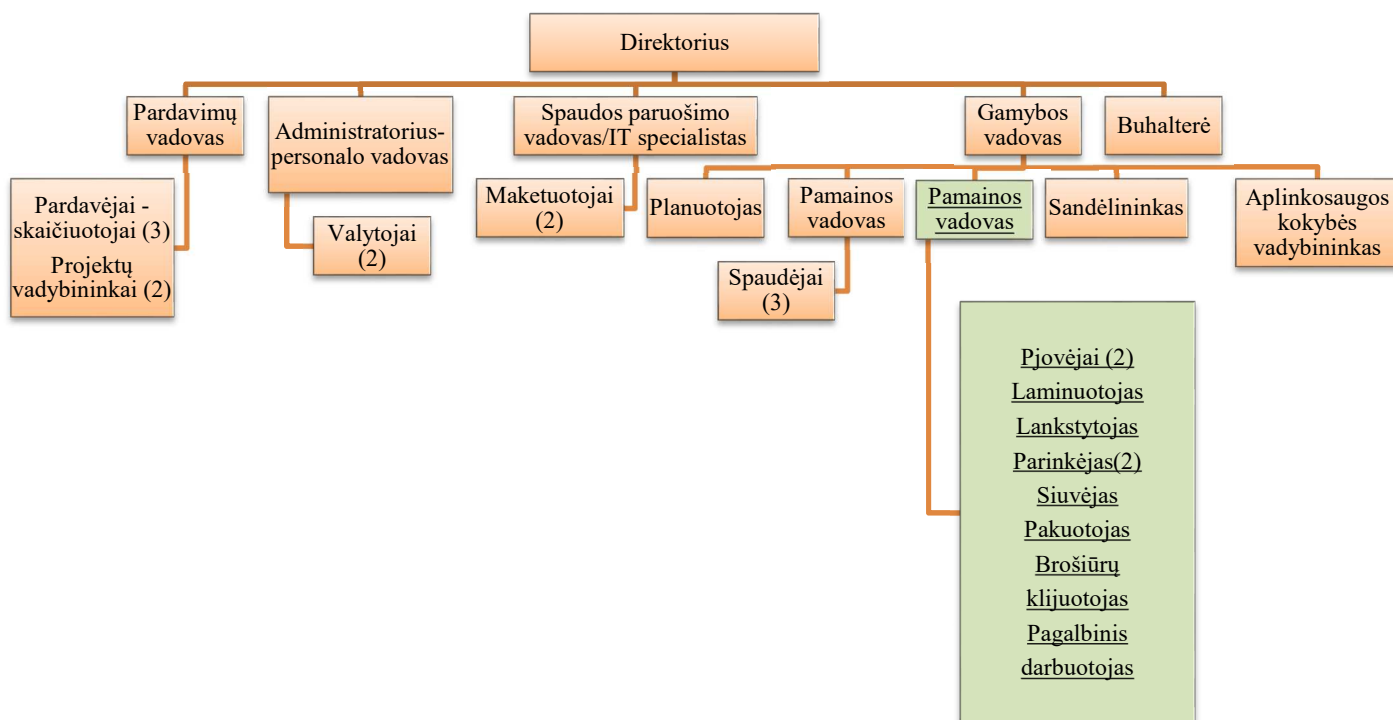 Direktorius
Pardavimų
vadovas
Administratorius-
personalo vadovas
Spaudos paruošimo
vadovas/IT specialistas
Gamybos
vadovas
Buhalterė
Pardavėjai -
skaičiuotojai (3)
Projektų
vadybininkai (2)
Valytojai
(2)
Maketuotojai
(2)
Planuotojas
Pamainos
vadovas
Pamainos
vadovas
Sandėlininkas
Aplinkosaugos
kokybės
vadybininkas
Spaudėjai
(3)
Pjovėjai (2)
Laminuotojas
Lankstytojas
Parinkėjas(2)
Siuvėjas
Pakuotojas
Brošiūrų
klijuotojas
Pagalbinis
darbuotojas